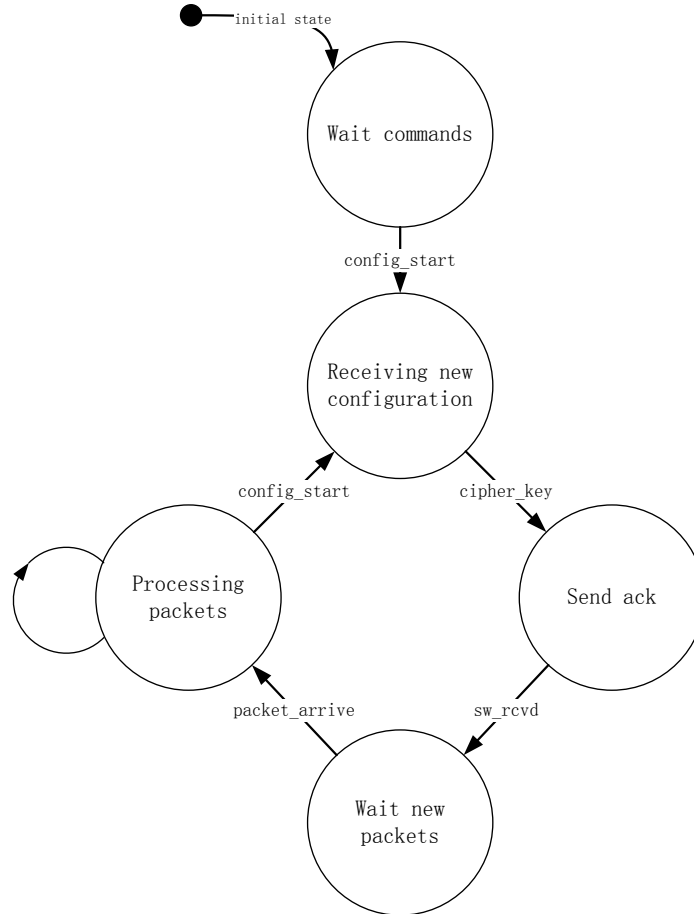 initial state
Wait commands
config_start
Receiving new
configuration
config_start
cipher_key
Processing
packets
Send ack
packet_arrive
sw_rcvd
Wait new
packets